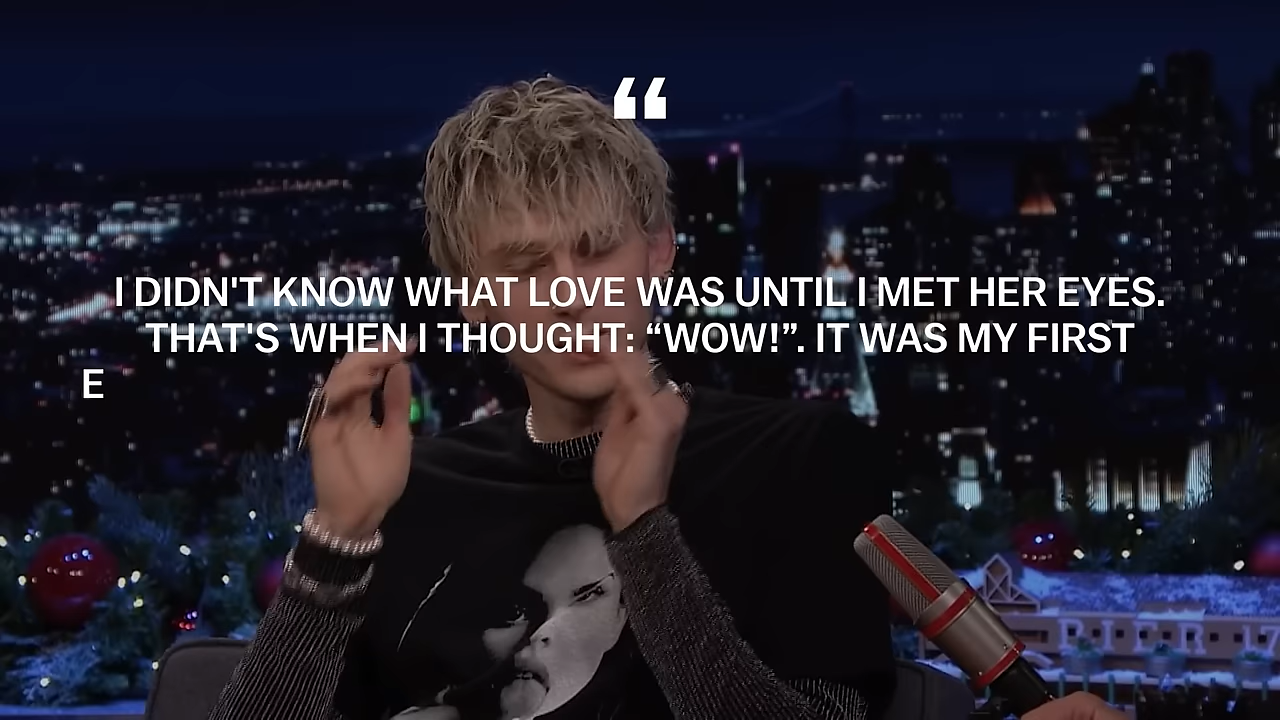 “
I DIDN'T KNOW WHAT LOVE WAS UNTIL I MET HER EYES.
THAT'S WHEN I THOUGHT: “WOW!”. IT WAS MY FIRST
E